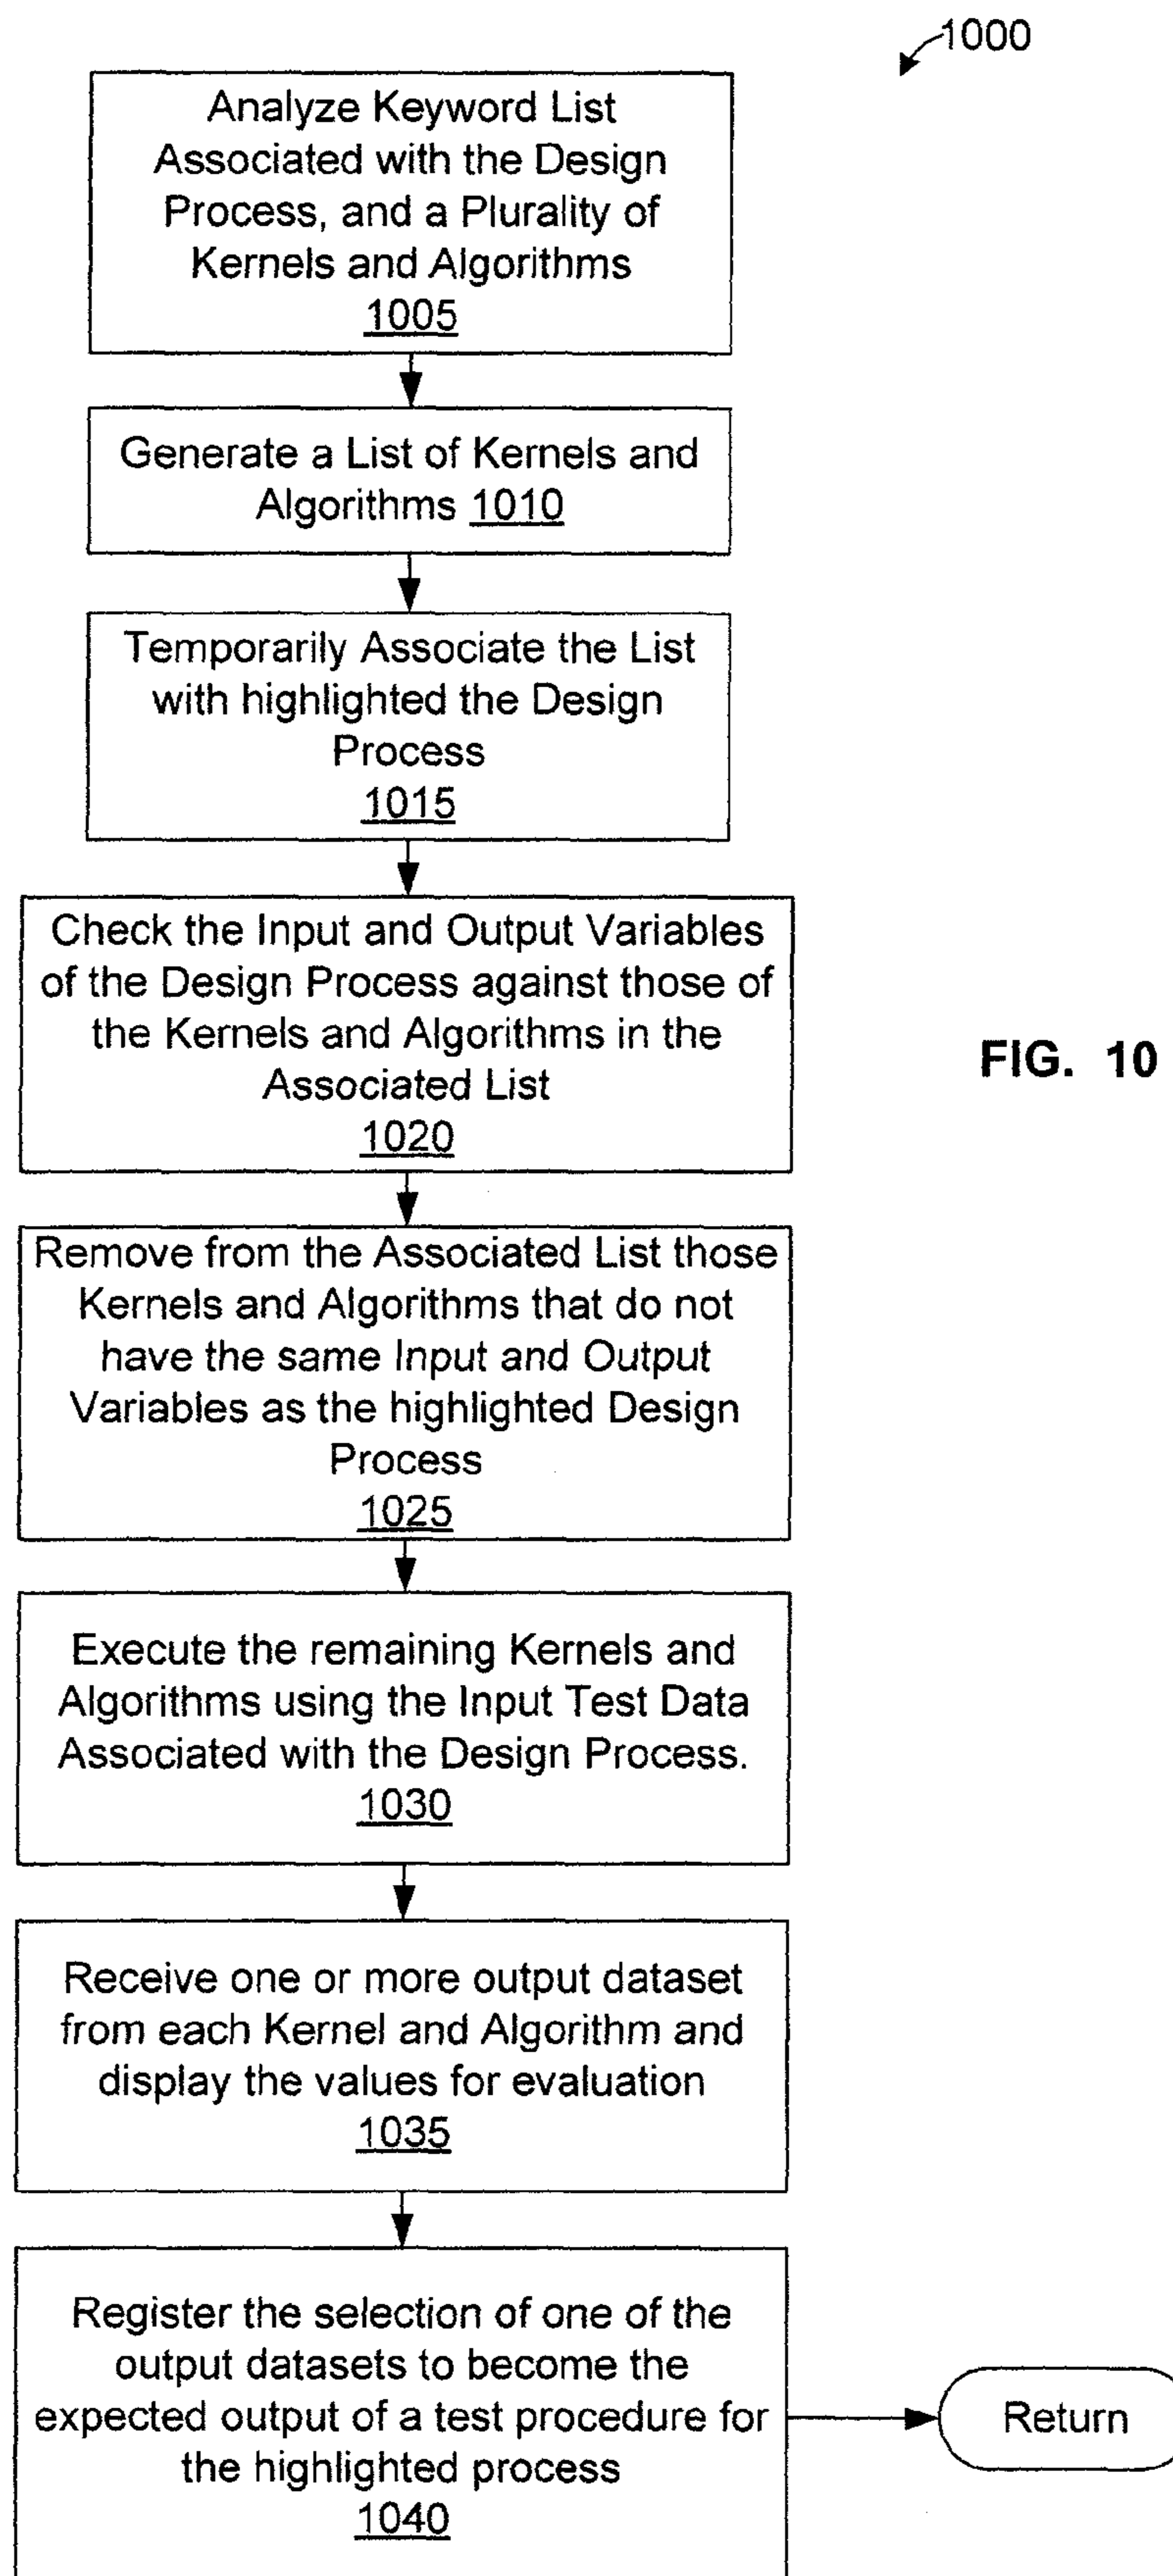 1000
Analyze Keyword List
Associated with the Design
Process, and a Plurality of
Kernels and Algorithms
1005
Generate a List of Kernels and
Algorithms 1010
Temporarily Associate the List
with highlighted the Design
Process
1015
Check the Input and Output Variables
of the Design Process against those of
the Kernels and Algorithms in the
Associated List
1020
FIG. 10
Remove from the Associated List those
Kernels and Algorithms that do not
have the same Input and Output
Variables as the highlighted Design
Process
1025
Execute the remaining Kernels and
Algorithms using the Input Test Data
Associated with the Design Process.
1030
Receive one or more output dataset
from each Kernel and Algorithm and
display the values for evaluation
1035
Register the selection of one of the
output datasets to become the
expected output of a test procedure for
the highlighted process
1040
Return